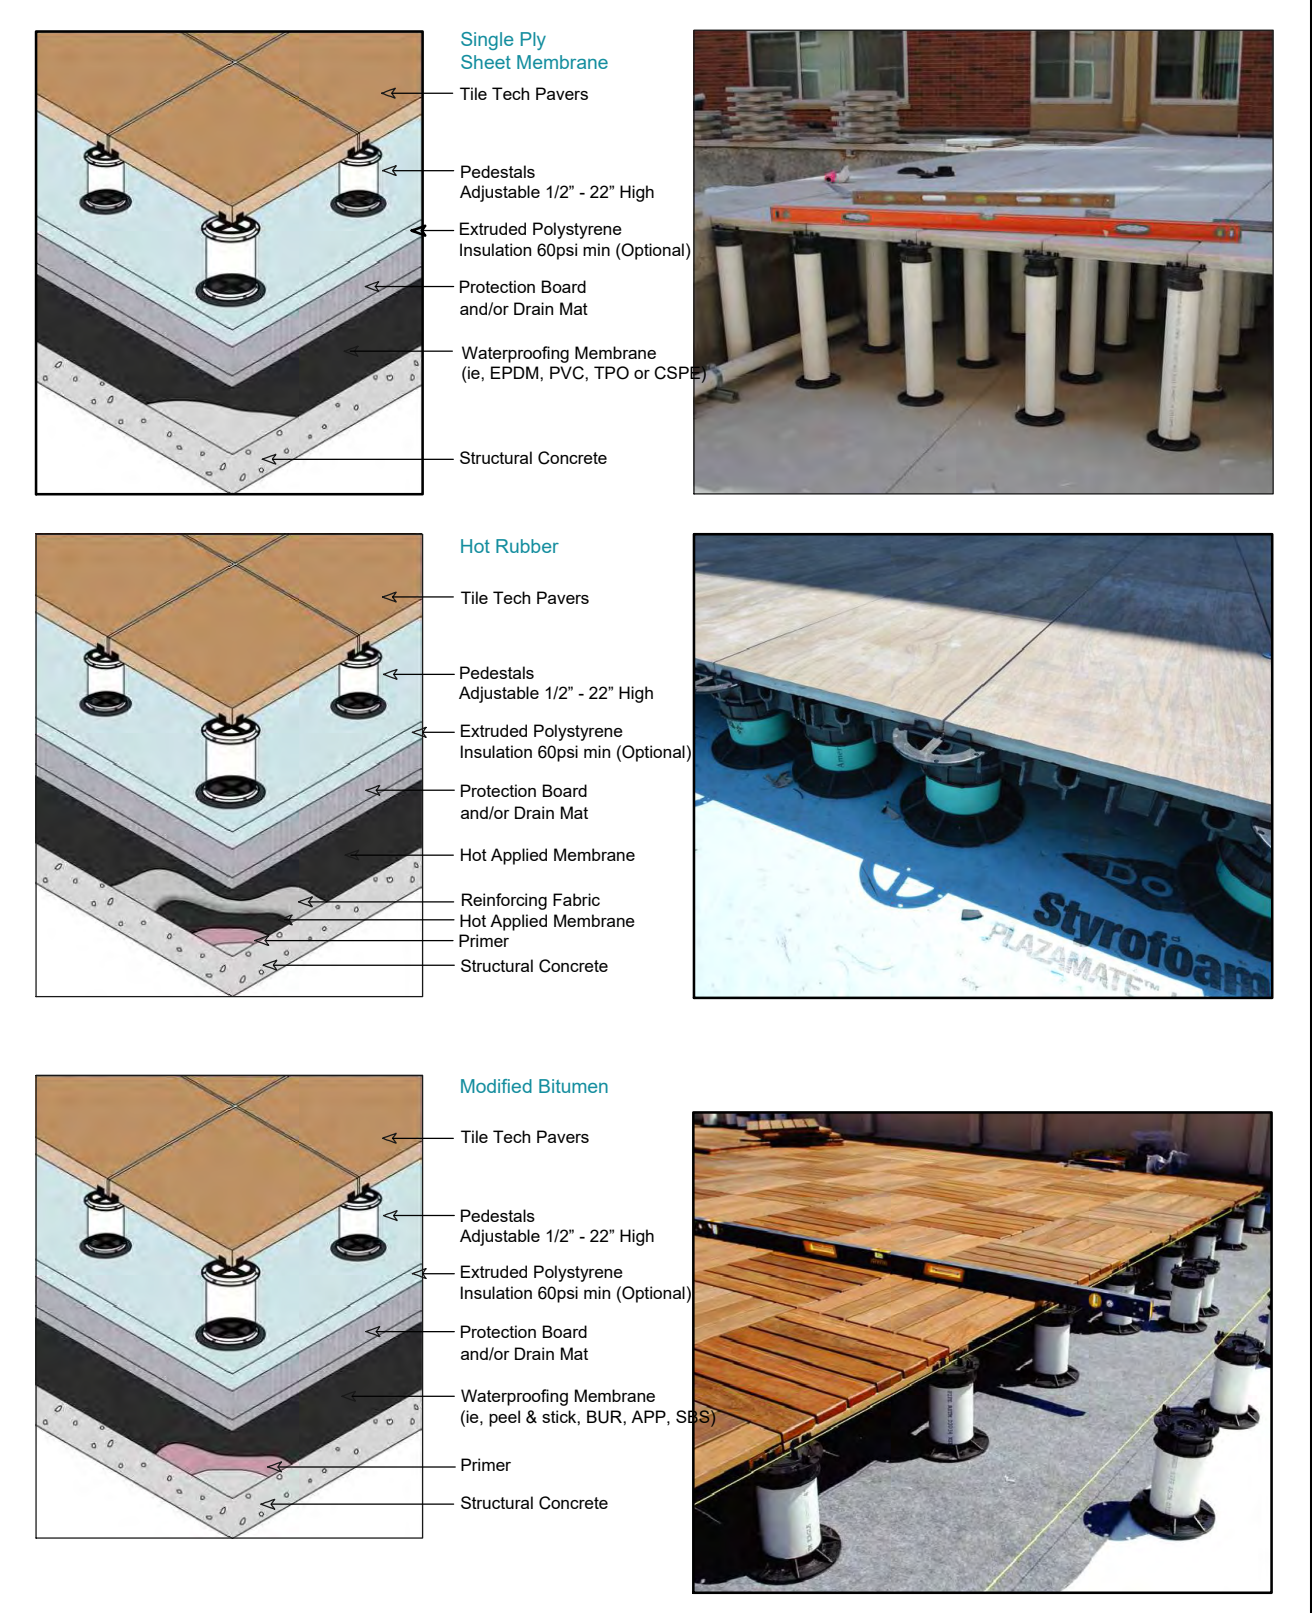 Single Ply
Sheet Membrane
Tile Tech Pavers
Pedestals
Adjustable 1/2” - 22” High
Extruded Polystyrene
Insulation 60psi min (Optional)
Protection Board
and/or Drain Mat
Waterproofing Membrane
(ie, EPDM, PVC, TPO or CSPE)
Structural Concrete
Hot Rubber
Tile Tech Pavers
Pedestals
Adjustable 1/2” - 22” High
Extruded Polystyrene
Insulation 60psi min (Optional)
Protection Board
and/or Drain Mat
Hot Applied Membrane
Reinforcing Fabric
Hot Applied Membrane
Primer
Structural Concrete
DO
Styrofoam
PLAZAMATE™
Modified Bitumen
Tile Tech Pavers
Pedestals
Adjustable 1/2” - 22” High
Extruded Polystyrene
Insulation 60psi min (Optional)
Protection Board
and/or Drain Mat
Waterproofing Membrane
(ie, peel & stick, BUR, APP, SBS)
Primer
Structural Concrete